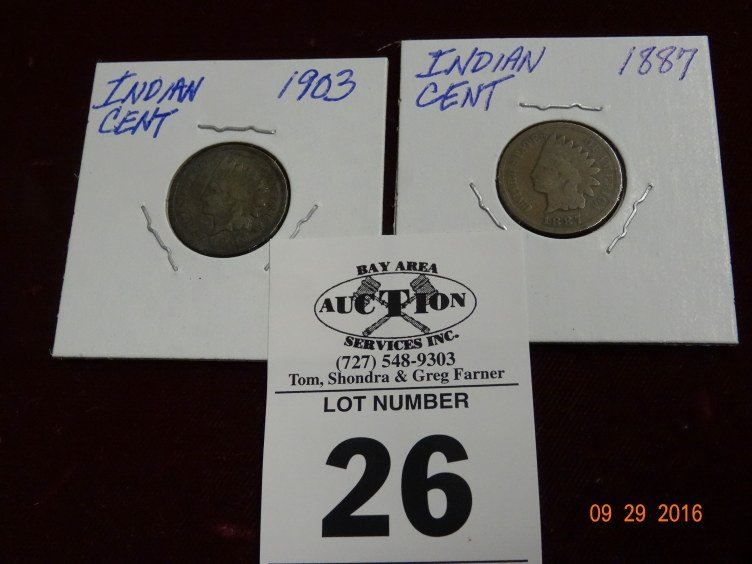 INDIAN 1903
CENT
INDIAN 1887
CENT
1887
BAY AREA
AUCTION
SERVICES INC.
(727) 548-9303
Tom, Shondra & Greg Farner
LOT NUMBER
26
09 29 2016